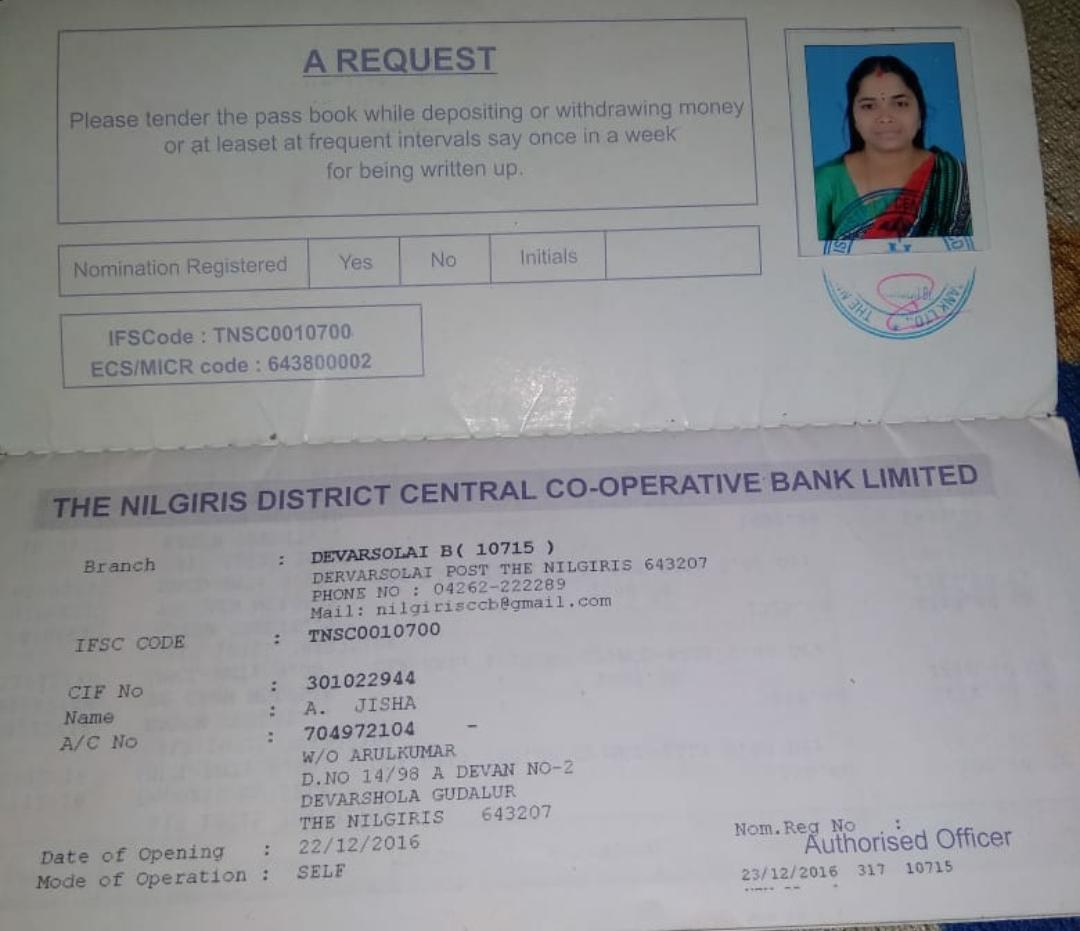 A REQUEST
Please tender the pass book while depositing or withdrawing money
or at leaset at frequent intervals say once in a week
for being written up.
Nomination Registered Yes No Initials
IFSCode : TNSC0010700
ECS/MICR code : 643800002
THE NILGIRIS DISTRICT CENTRAL CO-OPERATIVE BANK LIMITED
Branch : DEVARSOLAI B( 10715 )
DERVARSOLAI POST THE NILGIRIS 643207
PHONE NO : 04262-222289
Mail: nilgirisccb@gmail.com
IFSC CODE : TNSC0010700
CIF No : 301022944
Name : A. JISHA
A/C No : 704972104 -
W/O ARULKUMAR
D.NO 14/98 A DEVAN NO-2
DEVARSHOLA GUDALUR
THE NILGIRIS 643207
Date of Opening : 22/12/2016
Mode of Operation : SELF
Nom.Reg No :
Authorised Officer
23/12/2016 317 10715